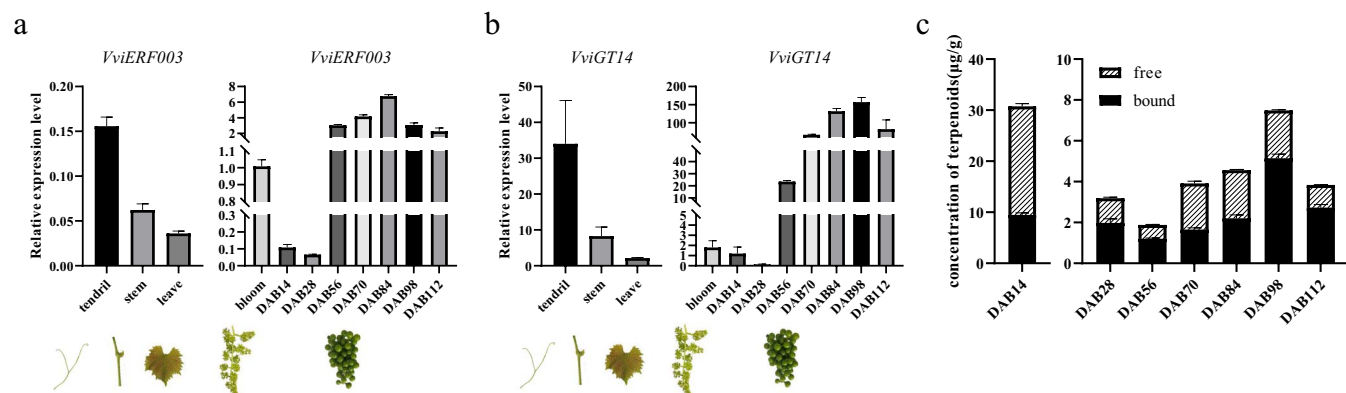 a
VviERF003
VviERF003
Relative expression level
0.20
0.15
0.10
0.05
0.00
tendril
stem
leave
8
6
4
2
1.1
1.0
0.9
0.8
0.3
0.2
0.1
0.0
bloom
DAB14
DAB28
DAB56
DAB70
DAB84
DAB98
DAB112
b
VviGT14
VviGT14
Relative expression level
60
50
40
30
20
10
0
tendril
stem
leave
200
150
100
50
40
30
20
10
5
4
3
2
1
0
bloom
DAB14
DAB28
DAB56
DAB70
DAB84
DAB98
DAB112
c
concentration of terpenoids(μg/g)
40
30
20
10
0
DAB14
10
8
6
4
2
0
free
bound
DAB28
DAB56
DAB70
DAB84
DAB98
DAB112